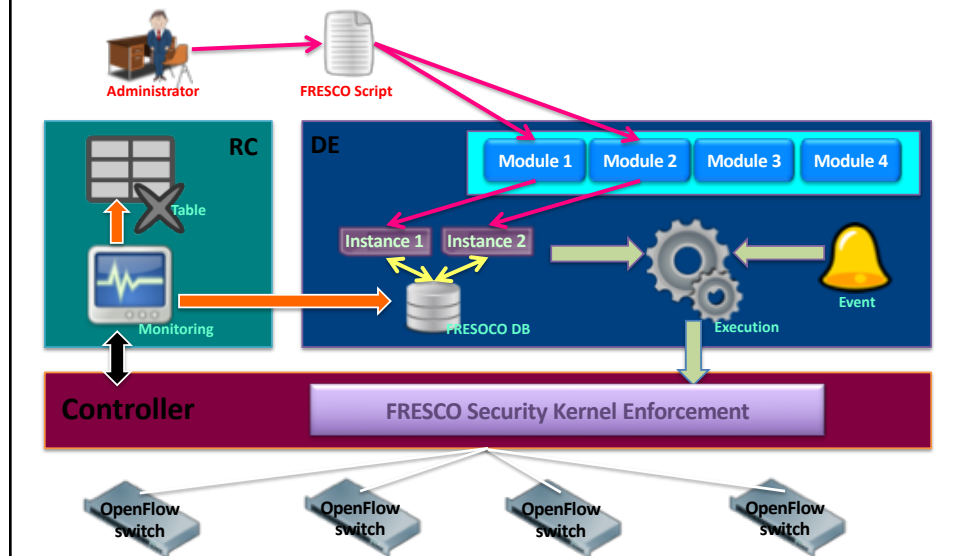 Administrator
FRESCO Script
RC
DE
Module 1
Module 2
Module 3
Module 4
Table
Instance 1
Instance 2
Event
Monitoring
FRESOCO DB
Execution
Controller
FRESCO Security Kernel Enforcement
OpenFlow
switch
OpenFlow
switch
OpenFlow
switch
OpenFlow
switch